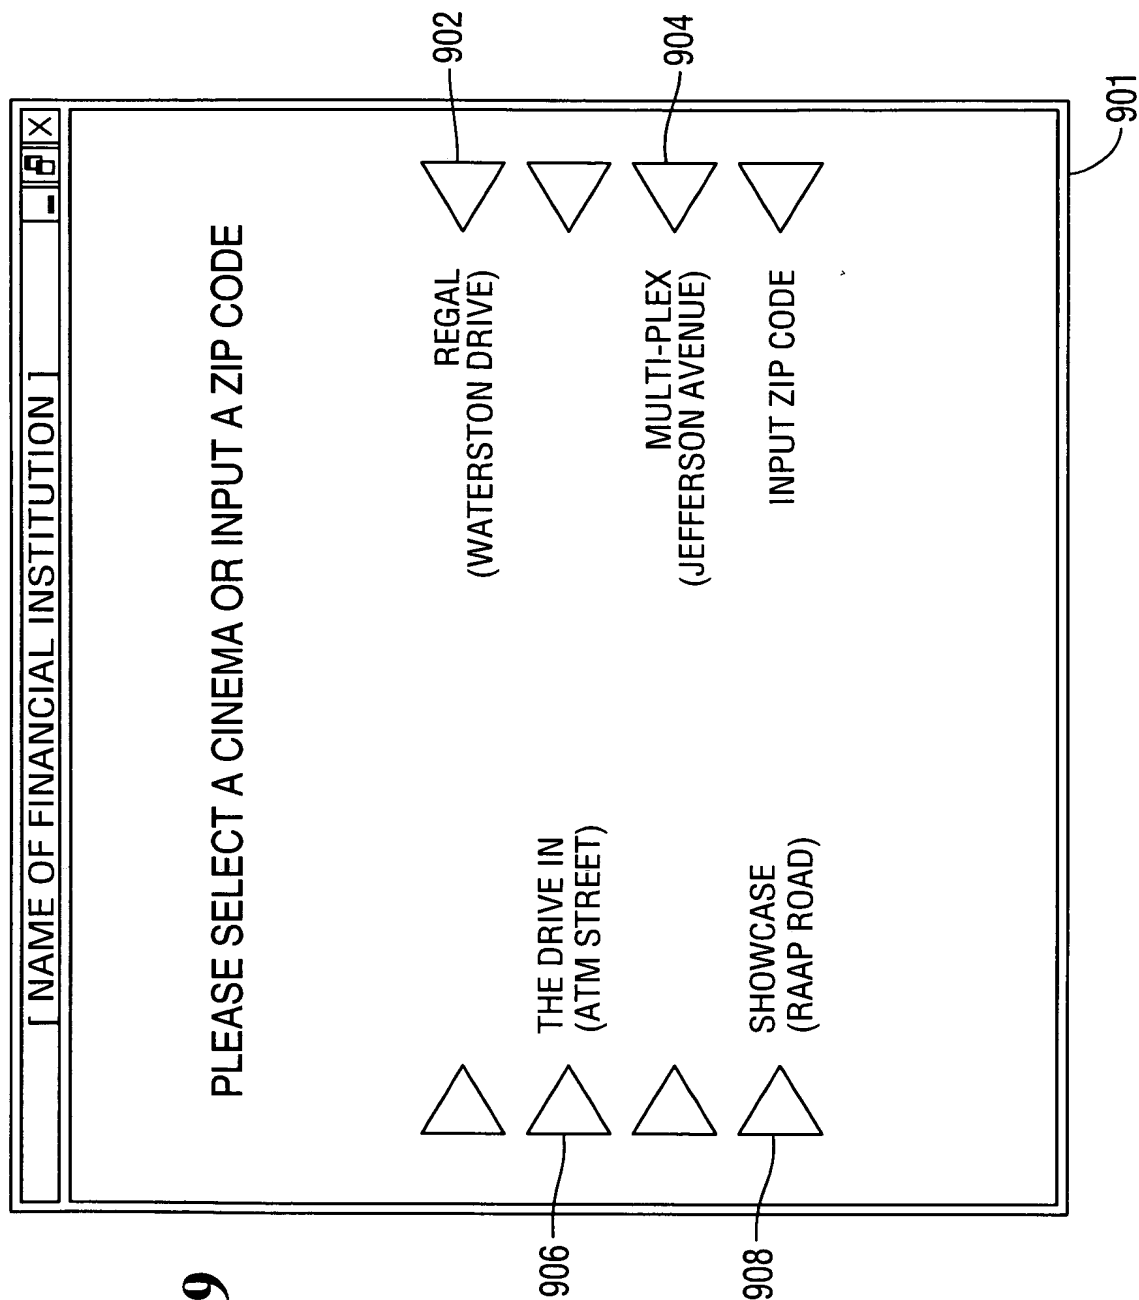 [ NAME OF FINANCIAL INSTITUTION ]
X
PLEASE SELECT A CINEMA OR INPUT A ZIP CODE
REGAL
(WATERSTON DRIVE)
902
THE DRIVE IN
(ATM STREET)
906
MULTI-PLEX
(JEFFERSON AVENUE)
904
SHOWCASE
(RAAP ROAD)
908
INPUT ZIP CODE
901
9